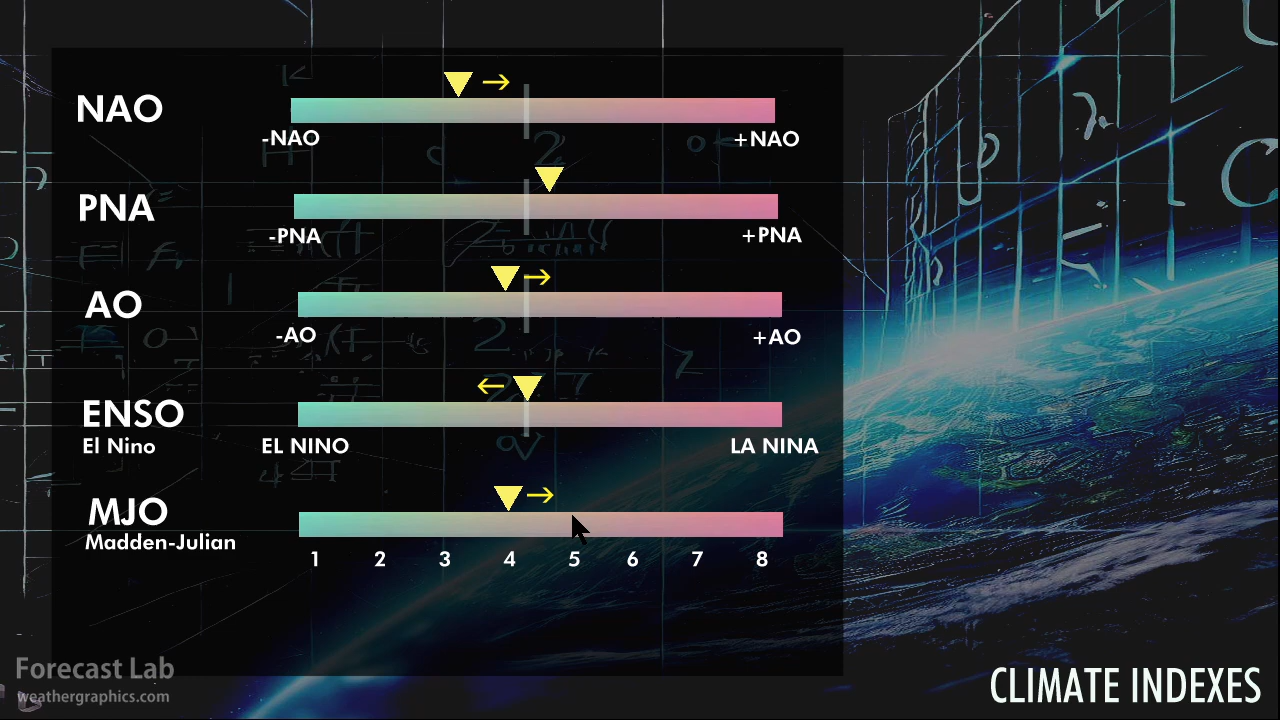 NAO
-NAO
+NAO
PNA
-PNA
+PNA
AO
-AO
+AO
ENSO
El Nino
EL NINO
LA NINA
MJO
Madden-Julian
1 2 3 4 5 6 7 8
Forecast Lab
weathergraphics.com
CLIMATE INDEXES